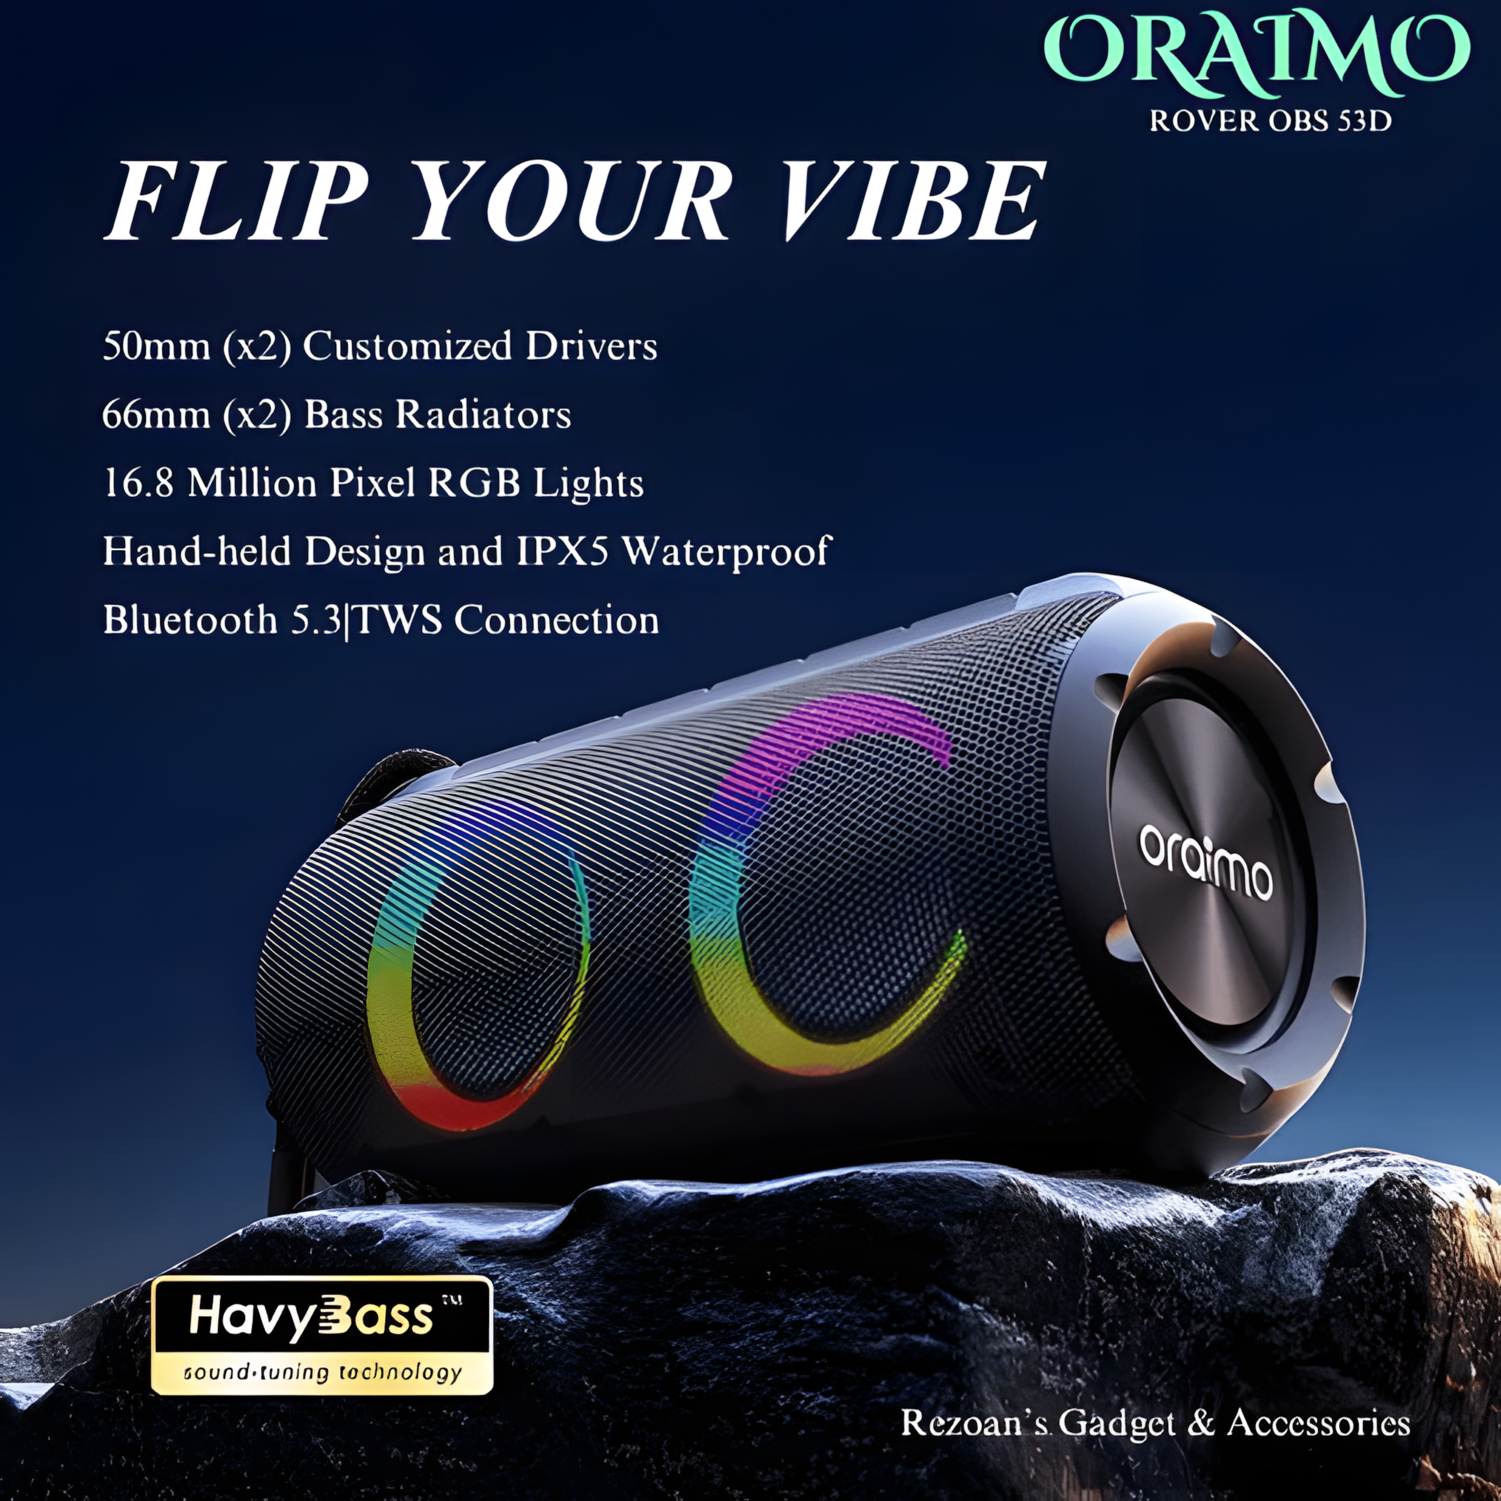 ORAIMO
ROVER OBS 53D
FLIP YOUR VIBE
50mm (x2) Customized Drivers
66mm (x2) Bass Radiators
16.8 Million Pixel RGB Lights
Hand-held Design and IPX5 Waterproof
Bluetooth 5.3|TWS Connection
oraimo
HavyBass™
sound·tuning technology
Rezoan's Gadget & Accessories